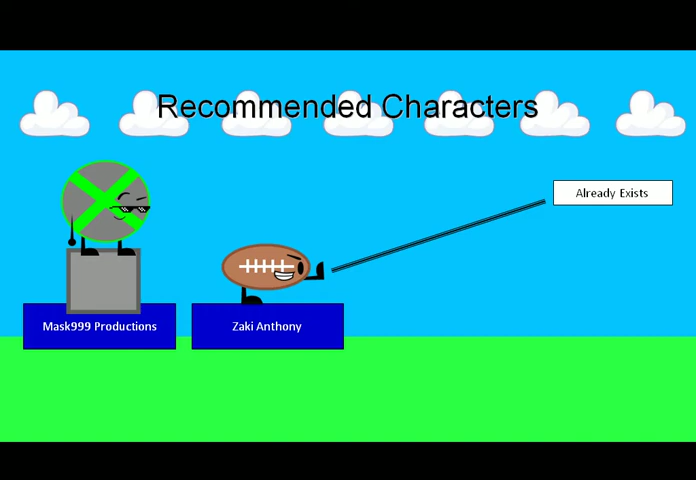 Recommended Characters
Already Exists
Mask999 Productions
Zaki Anthony